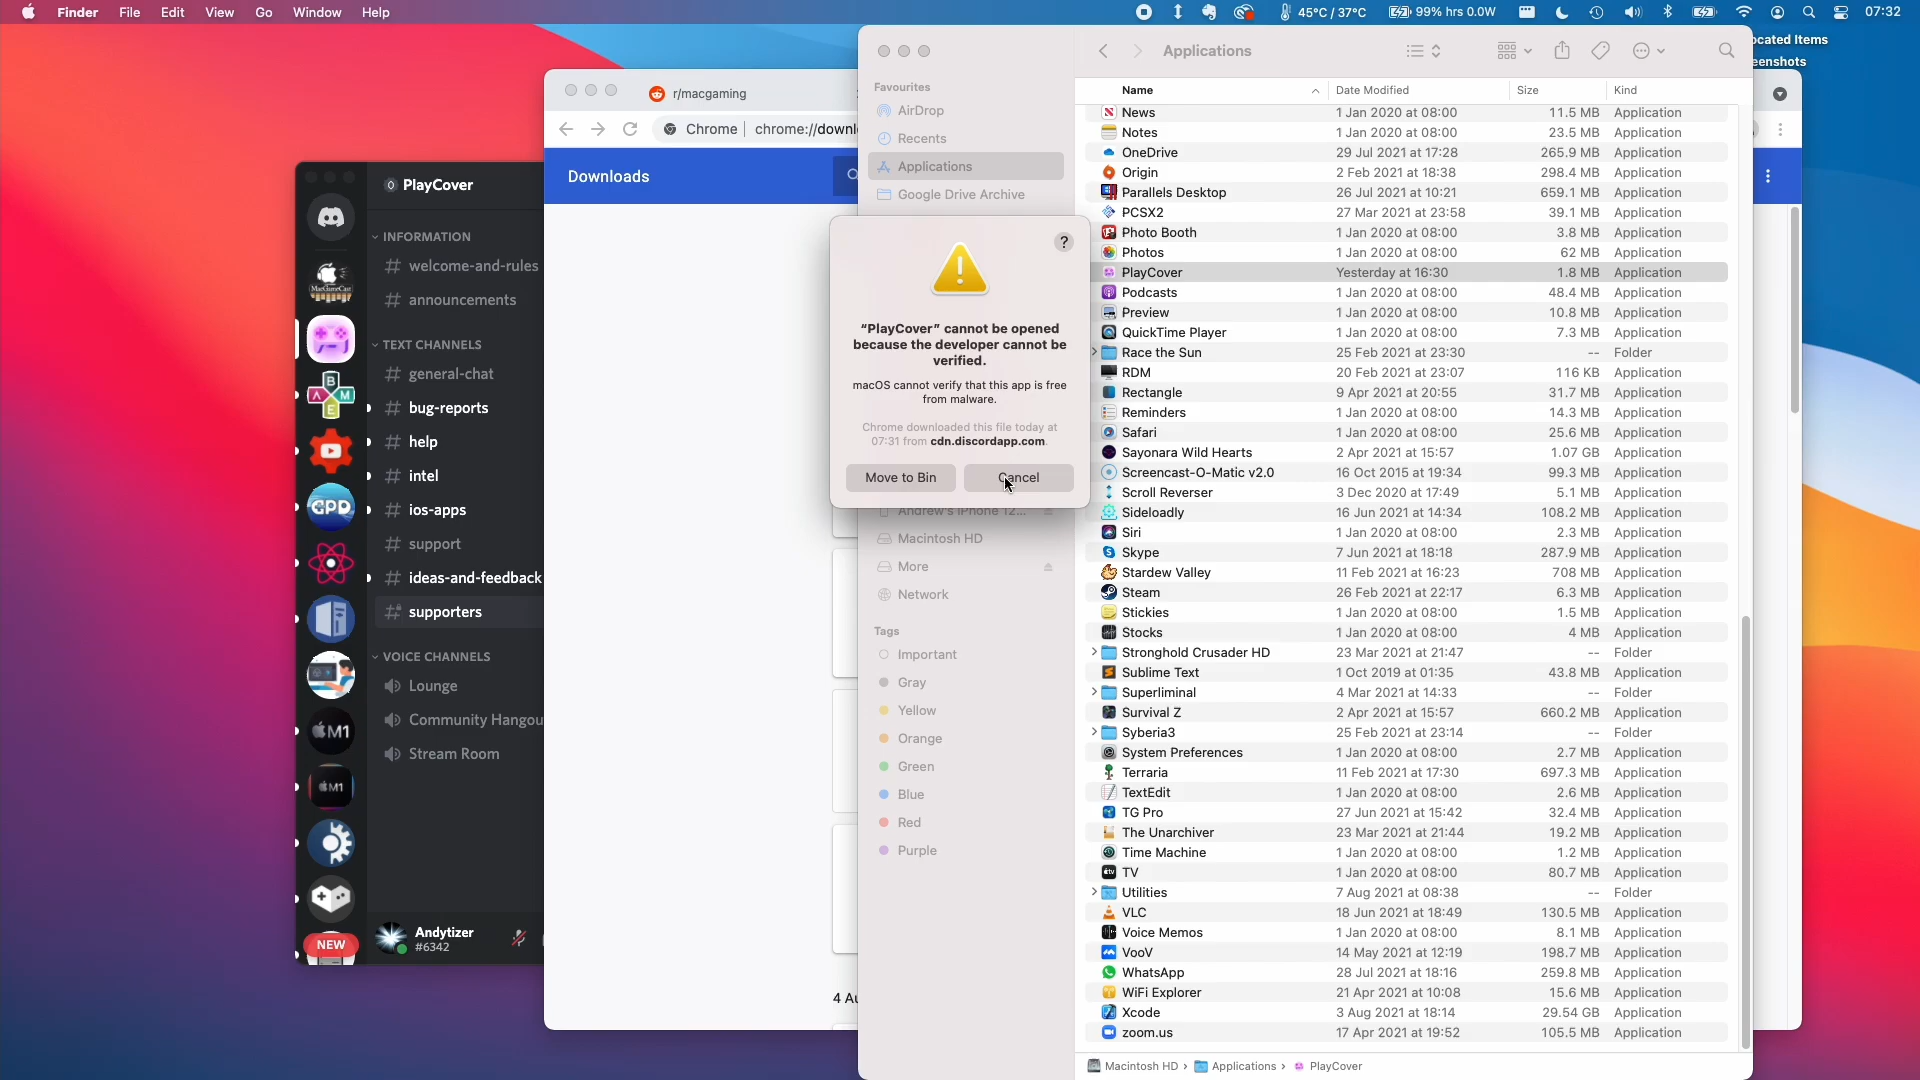 Finder File Edit View Go Window Help
45°C / 37°C 99% hrs 0.0W 07:32
ocated Items
eenshots
r/macgaming
Chrome chrome://downl
Downloads
PlayCover
INFORMATION
# welcome-and-rules
# announcements
TEXT CHANNELS
# general-chat
# bug-reports
# help
# intel
# ios-apps
# support
# ideas-and-feedback
# supporters
VOICE CHANNELS
Lounge
Community Hangou
Stream Room
MacGameCast
B
A M
E
GPD
M1
M1
NEW
Andytizer
#6342
4 Au
Favourites
AirDrop
Recents
Applications
Google Drive Archive
Andrew's iPhone 12...
Macintosh HD
More
Network
Tags
Important
Gray
Yellow
Orange
Green
Blue
Red
Purple
?
“PlayCover” cannot be opened
because the developer cannot be
verified.
macOS cannot verify that this app is free
from malware.
Chrome downloaded this file today at
07:31 from cdn.discordapp.com.
Move to Bin Cancel
Applications
Name Date Modified Size Kind
News 1 Jan 2020 at 08:00 11.5 MB Application
Notes 1 Jan 2020 at 08:00 23.5 MB Application
OneDrive 29 Jul 2021 at 17:28 265.9 MB Application
Origin 2 Feb 2021 at 18:38 298.4 MB Application
Parallels Desktop 26 Jul 2021 at 10:21 659.1 MB Application
PCSX2 27 Mar 2021 at 23:58 39.1 MB Application
Photo Booth 1 Jan 2020 at 08:00 3.8 MB Application
Photos 1 Jan 2020 at 08:00 62 MB Application
PlayCover Yesterday at 16:30 1.8 MB Application
Podcasts 1 Jan 2020 at 08:00 48.4 MB Application
Preview 1 Jan 2020 at 08:00 10.8 MB Application
QuickTime Player 1 Jan 2020 at 08:00 7.3 MB Application
Race the Sun 25 Feb 2021 at 23:30 -- Folder
RDM 20 Feb 2021 at 23:07 116 KB Application
Rectangle 9 Apr 2021 at 20:55 31.7 MB Application
Reminders 1 Jan 2020 at 08:00 14.3 MB Application
Safari 1 Jan 2020 at 08:00 25.6 MB Application
Sayonara Wild Hearts 2 Apr 2021 at 15:57 1.07 GB Application
Screencast-O-Matic v2.0 16 Oct 2015 at 19:34 99.3 MB Application
Scroll Reverser 3 Dec 2020 at 17:49 5.1 MB Application
Sideloadly 16 Jun 2021 at 14:34 108.2 MB Application
Siri 1 Jan 2020 at 08:00 2.3 MB Application
Skype 7 Jun 2021 at 18:18 287.9 MB Application
Stardew Valley 11 Feb 2021 at 16:23 708 MB Application
Steam 26 Feb 2021 at 22:17 6.3 MB Application
Stickies 1 Jan 2020 at 08:00 1.5 MB Application
Stocks 1 Jan 2020 at 08:00 4 MB Application
Stronghold Crusader HD 23 Mar 2021 at 21:47 -- Folder
Sublime Text 1 Oct 2019 at 01:35 43.8 MB Application
Superliminal 4 Mar 2021 at 14:33 -- Folder
Survival Z 2 Apr 2021 at 15:57 660.2 MB Application
Syberia3 25 Feb 2021 at 23:14 -- Folder
System Preferences 1 Jan 2020 at 08:00 2.7 MB Application
Terraria 11 Feb 2021 at 17:30 697.3 MB Application
TextEdit 1 Jan 2020 at 08:00 2.6 MB Application
TG Pro 27 Jun 2021 at 15:42 32.4 MB Application
The Unarchiver 23 Mar 2021 at 21:44 19.2 MB Application
Time Machine 1 Jan 2020 at 08:00 1.2 MB Application
TV 1 Jan 2020 at 08:00 80.7 MB Application
Utilities 7 Aug 2021 at 08:38 -- Folder
VLC 18 Jun 2021 at 18:49 130.5 MB Application
Voice Memos 1 Jan 2020 at 08:00 8.1 MB Application
VooV 14 May 2021 at 12:19 198.7 MB Application
WhatsApp 28 Jul 2021 at 18:16 259.8 MB Application
WiFi Explorer 21 Apr 2021 at 10:08 15.6 MB Application
Xcode 3 Aug 2021 at 18:14 29.54 GB Application
zoom.us 17 Apr 2021 at 19:52 105.5 MB Application
Macintosh HD › Applications › PlayCover